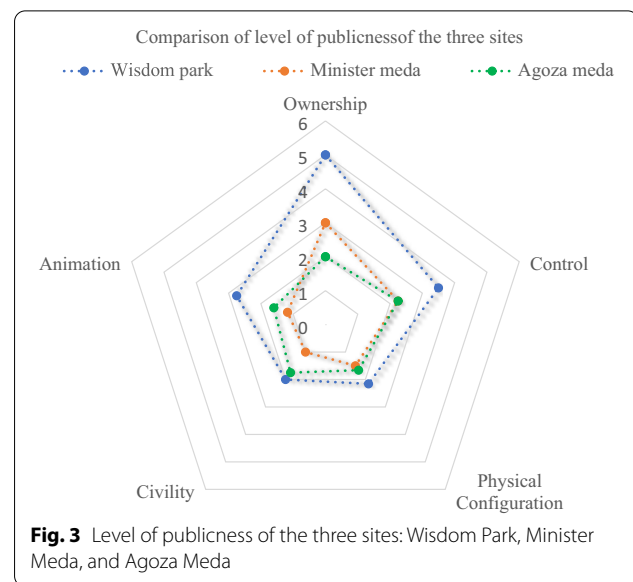 Comparison of level of publicnessof the three sites
Wisdom park Minister meda Agoza meda
Ownership
6
5
4
3
2
1
0
Animation
Control
Civility
Physical
Configuration
Fig. 3 Level of publicness of the three sites: Wisdom Park, Minister
Meda, and Agoza Meda